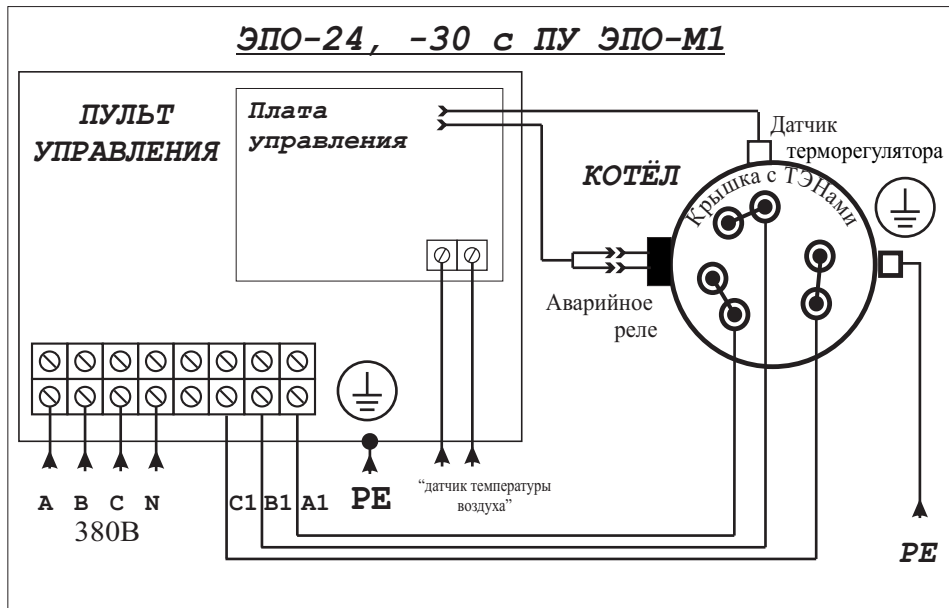 ЭПО-24, -30 с ПУ ЭПО-М1
ПУЛЬТ
УПРАВЛЕНИЯ
Плата
управления
Датчик
терморегулятора
КОТЁЛ
Крышка с ТЭНами
Аварийное
реле
A B C N
380В
C1 B1 A1
PE
“датчик температуры
воздуха”
PE